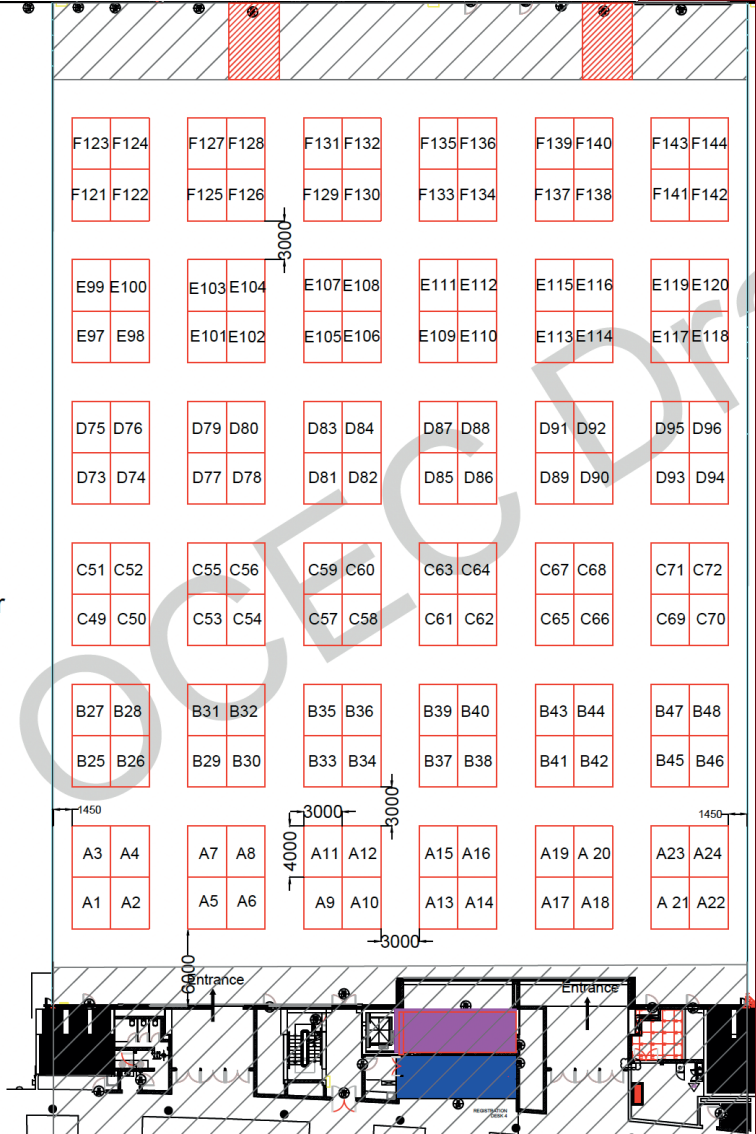 F123 F124 F127 F128 F131 F132 F135 F136 F139 F140 F143 F144
F121 F122 F125 F126 F129 F130 F133 F134 F137 F138 F141 F142
3000
E99 E100 E103 E104 E107 E108 E111 E112 E115 E116 E119 E120
E97 E98 E101 E102 E105 E106 E109 E110 E113 E114 E117 E118
OCEC Dr
D75 D76 D79 D80 D83 D84 D87 D88 D91 D92 D95 D96
D73 D74 D77 D78 D81 D82 D85 D86 D89 D90 D93 D94
C51 C52 C55 C56 C59 C60 C63 C64 C67 C68 C71 C72
r
C49 C50 C53 C54 C57 C58 C61 C62 C65 C66 C69 C70
B27 B28 B31 B32 B35 B36 B39 B40 B43 B44 B47 B48
B25 B26 B29 B30 B33 B34 B37 B38 B41 B42 B45 B46
1450 3000 3000 1450
4000
A3 A4 A7 A8 A11 A12 A15 A16 A19 A 20 A23 A24
A1 A2 A5 A6 A9 A10 A13 A14 A17 A18 A 21 A22
3000
6000
Entrance Entrance
REGISTRATION
DESK 4